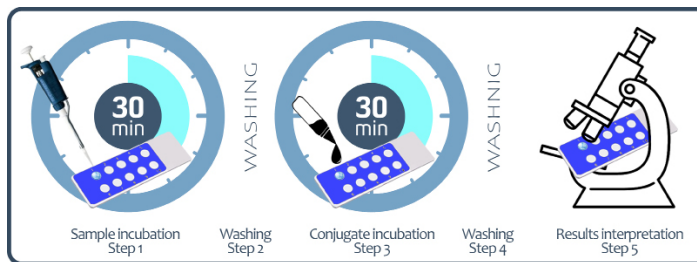 30
min
WASHING
30
min
WASHNIG
Sample incubation
Step 1
Washing
Step 2
Conjugate incubation
Step 3
Washing
Step 4
Results interpretation
Step 5